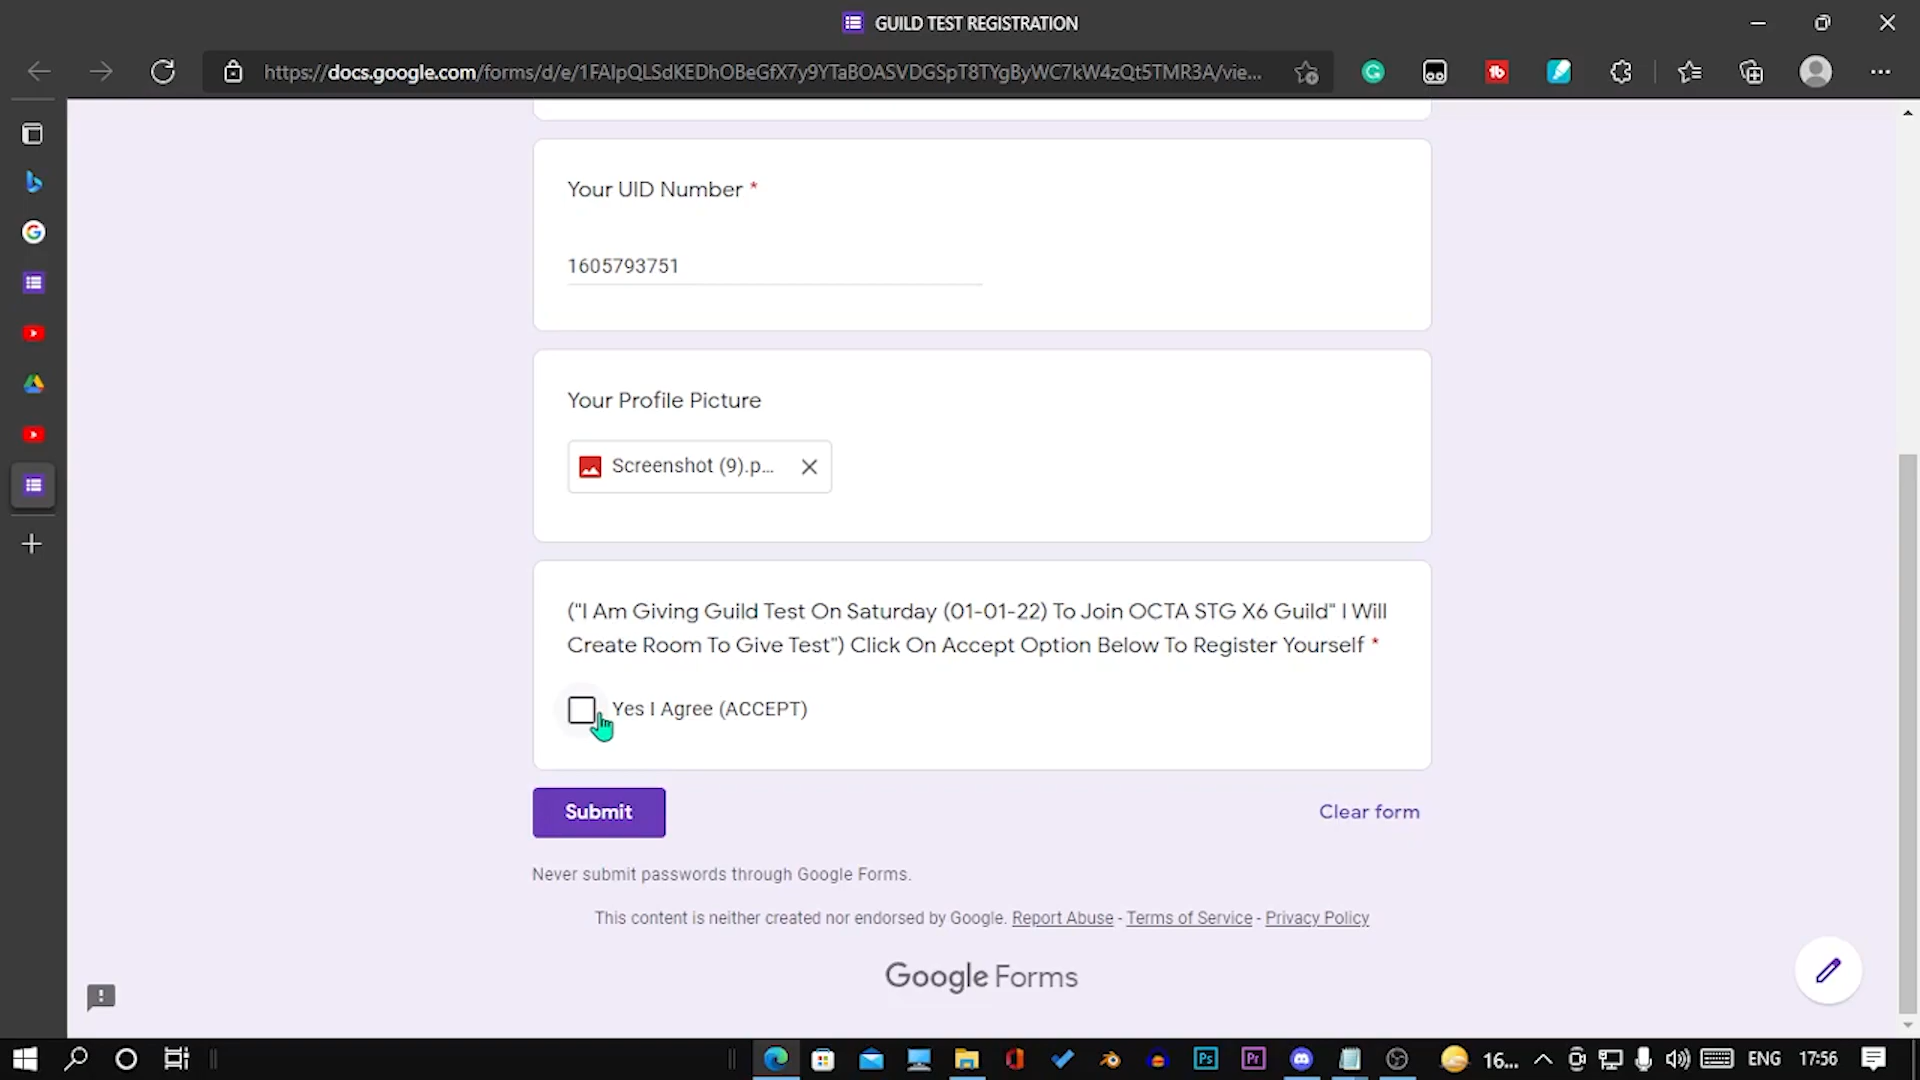 GUILD TEST REGISTRATION
https://docs.google.com/forms/d/e/1FAIpQLSdKEDhOBeGfX7y9YTaBOASVDGSpT8TYgByWC7kW4zQt5TMR3A/vie...
Your UID Number *
1605793751
Your Profile Picture
Screenshot (9).p...
("I Am Giving Guild Test On Saturday (01-01-22) To Join OCTA STG X6 Guild" I Will
Create Room To Give Test") Click On Accept Option Below To Register Yourself *
Yes I Agree (ACCEPT)
Submit
Clear form
Never submit passwords through Google Forms.
This content is neither created nor endorsed by Google. Report Abuse - Terms of Service - Privacy Policy
Google Forms
Ps
Pr
16...
ENG
17:56